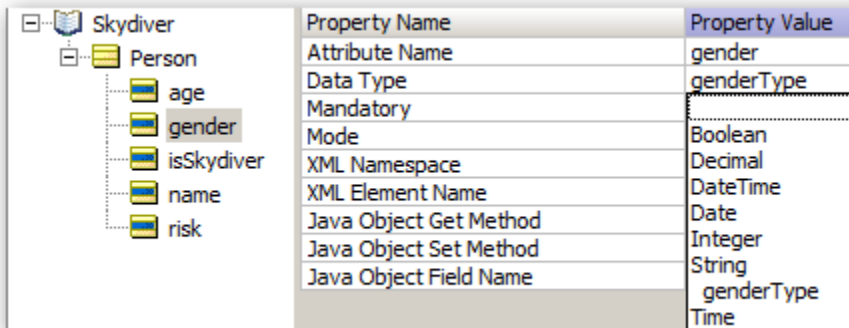 Skydiver
Person
age
gender
isSkydiver
name
risk
Property Name Property Value
Attribute Name gender
Data Type genderType
Mandatory
Mode
XML Namespace
XML Element Name
Java Object Get Method
Java Object Set Method
Java Object Field Name
Boolean
Decimal
DateTime
Date
Integer
String
genderType
Time